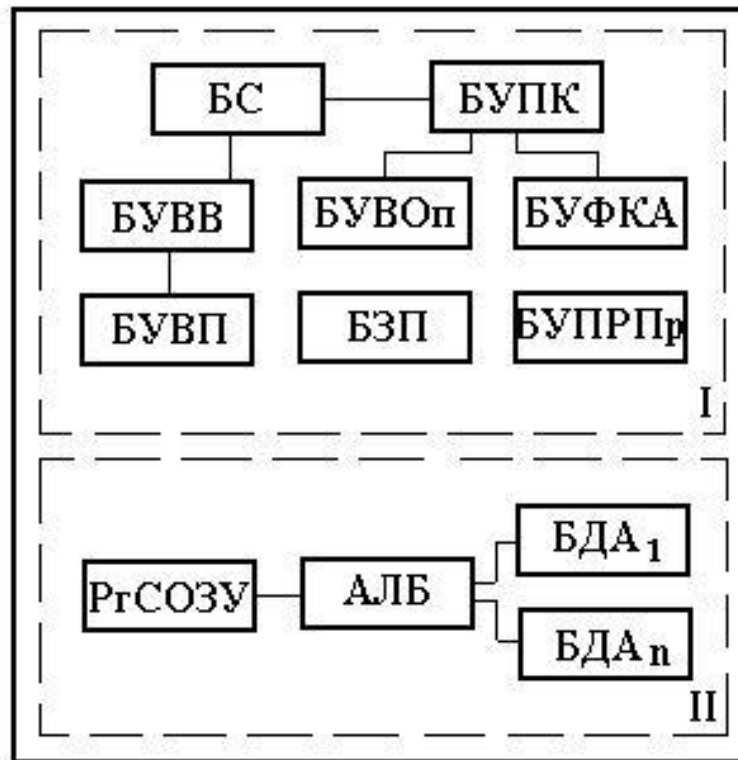 БС
БУПК
БУВВ
БУВОп
БУФКА
БУВП
БЗП
БУПРПр
I
РгСОЗУ
АЛБ
БДА1
БДАn
II